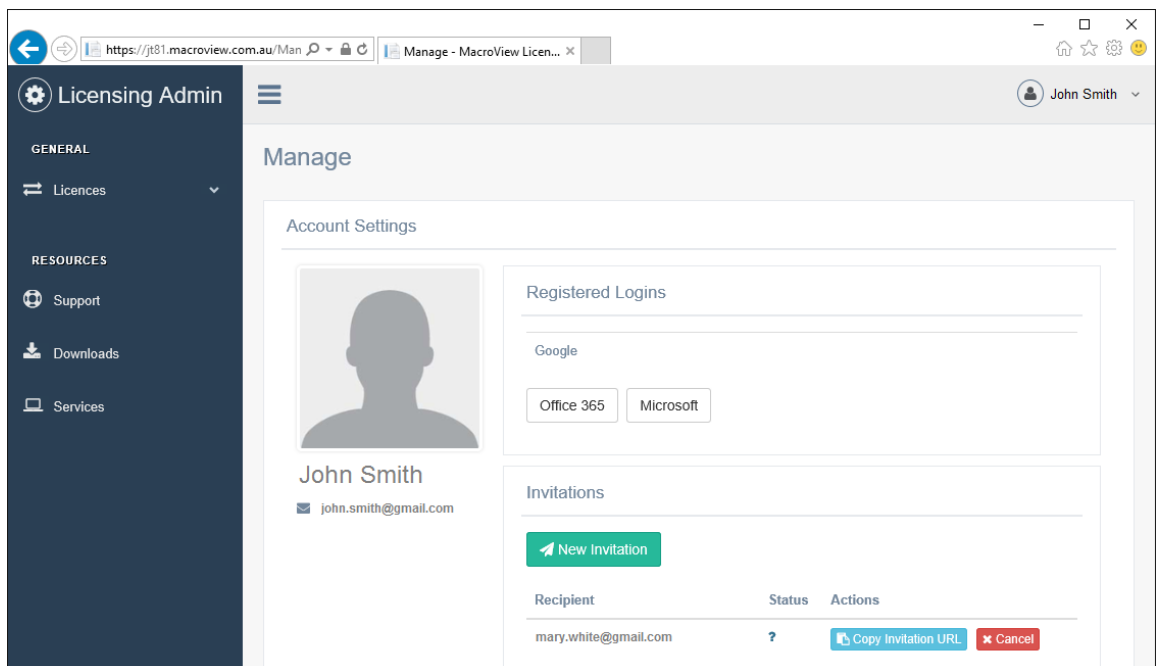 https://jt81.macroview.com.au/Man
Manage - MacroView Licen...
Licensing Admin
John Smith
GENERAL
Licences
RESOURCES
Support
Downloads
Services
Manage
Account Settings
John Smith
john.smith@gmail.com
Registered Logins
Google
Office 365 Microsoft
Invitations
New Invitation
Recipient Status Actions
mary.white@gmail.com ? Copy Invitation URL Cancel